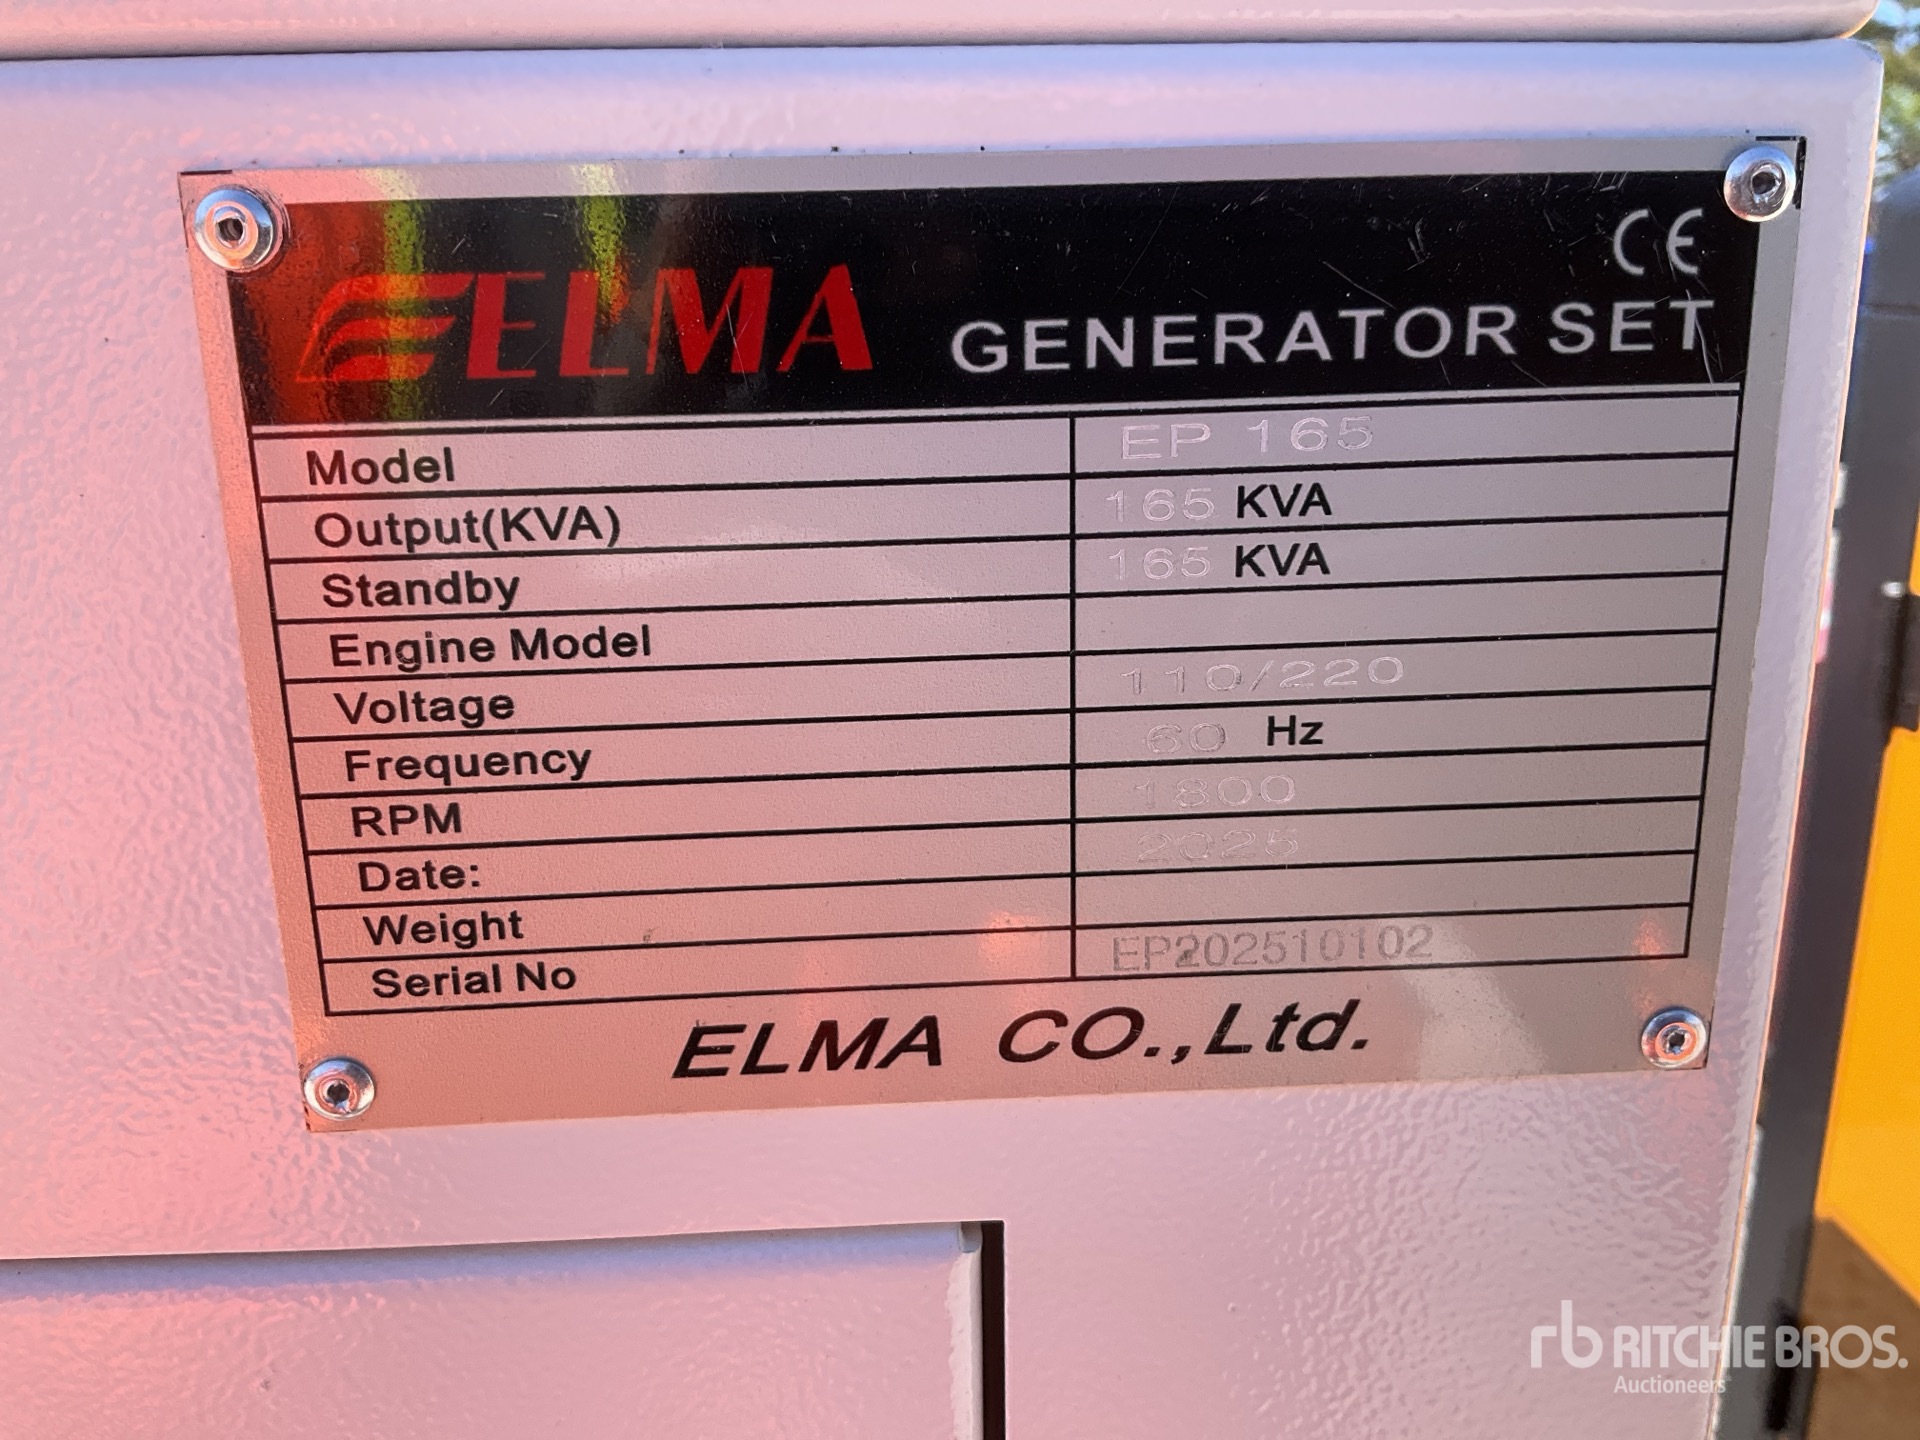 CE
ELMA GENERATOR SET
Model EP 165
Output(KVA) 165 KVA
Standby 165 KVA
Engine Model
Voltage 110/220
Frequency 60 Hz
RPM 1800
Date: 2025
Weight
Serial No EP202510102
ELMA CO.,Ltd.
rb RITCHIE BROS.
Auctioneers